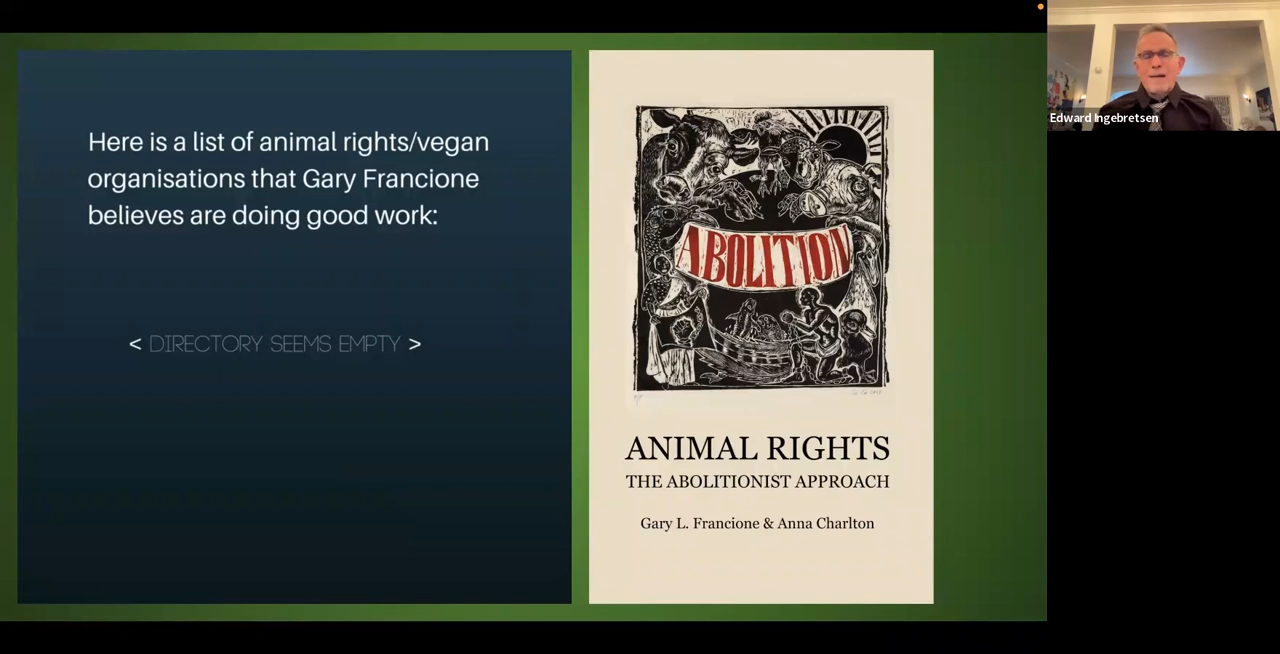 Here is a list of animal rights/vegan
organisations that Gary Francione
believes are doing good work:
< DIRECTORY SEEMS EMPTY >
ABOLITION
ANIMAL RIGHTS
THE ABOLITIONIST APPROACH
Gary L. Francione & Anna Charlton
Edward Ingebretsen